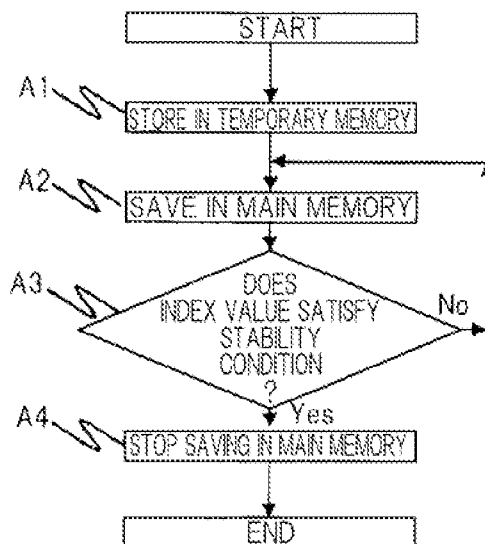 START
A1
STORE IN TEMPORARY MEMORY
A2
SAVE IN MAIN MEMORY
A3
DOES
INDEX VALUE SATISFY
STABILITY
CONDITION
?
No
Yes
A4
STOP SAVING IN MAIN MEMORY
END